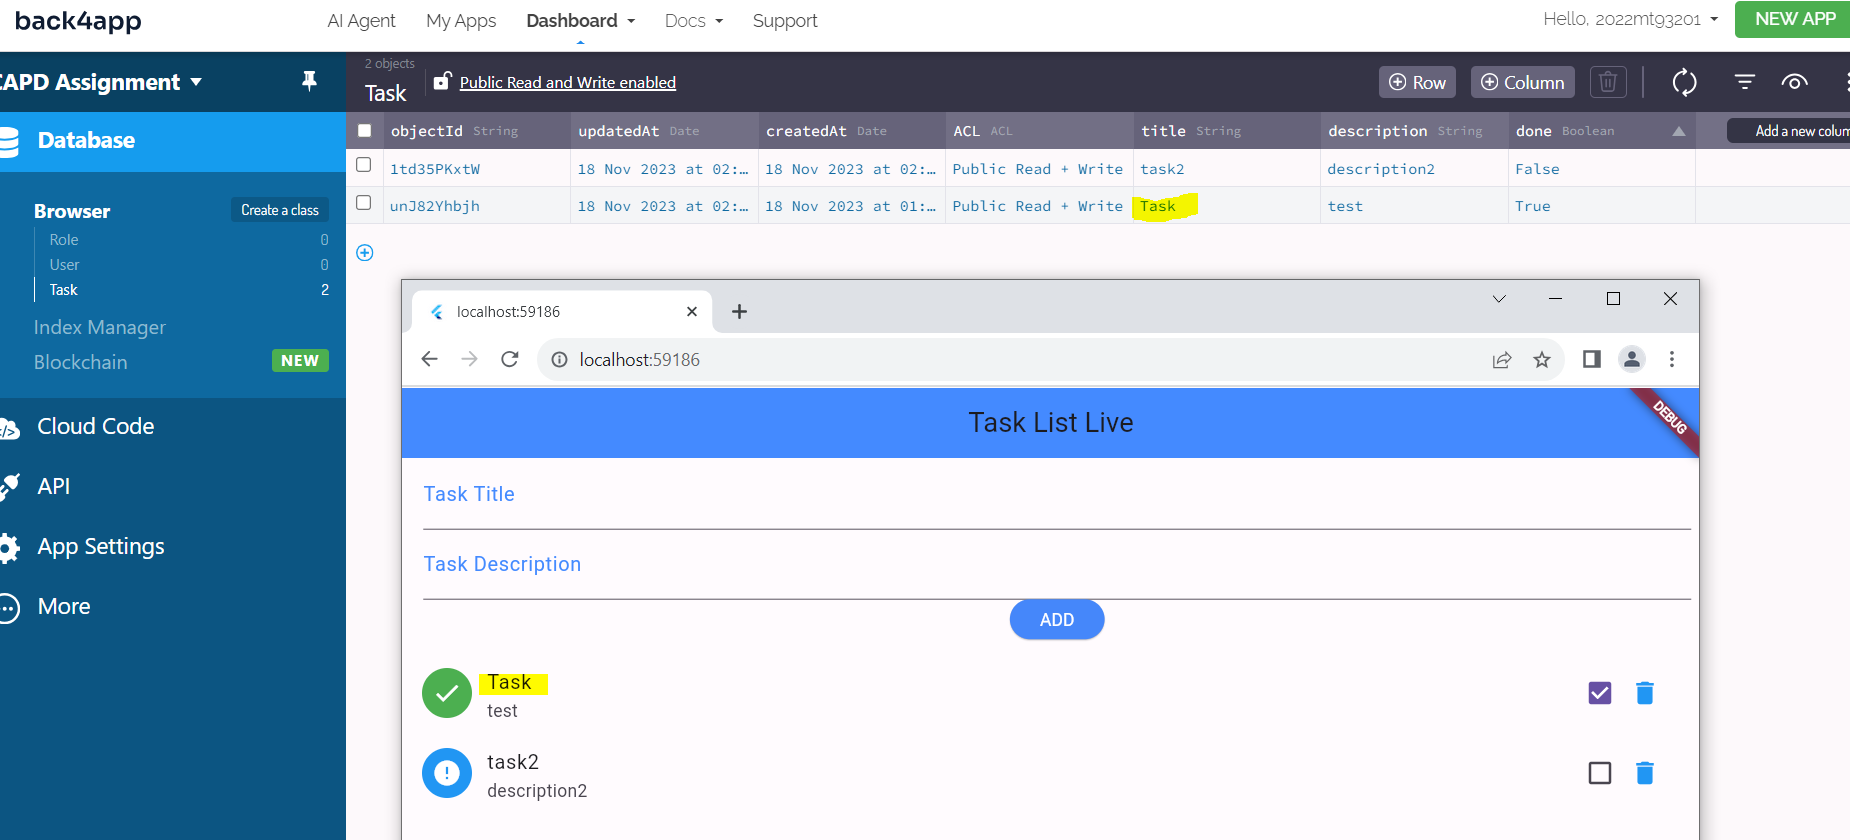 back4app
AI Agent My Apps Dashboard Docs Support
Hello, 2022mt93201 NEW APP
CAPD Assignment
2 objects
Task Public Read and Write enabled
Row Column
objectId String updatedAt Date createdAt Date ACL ACL title String description String done Boolean Add a new colum
1td35PKxtW 18 Nov 2023 at 02:... 18 Nov 2023 at 02:... Public Read + Write task2 description2 False
unJ82Yhbjh 18 Nov 2023 at 02:... 18 Nov 2023 at 01:... Public Read + Write Task test True
Database
Browser Create a class
Role 0
User 0
Task 2
Index Manager
Blockchain NEW
Cloud Code
API
App Settings
More
localhost:59186
localhost:59186
Task List Live
DEBUG
Task Title
Task Description
ADD
Task
test
task2
description2